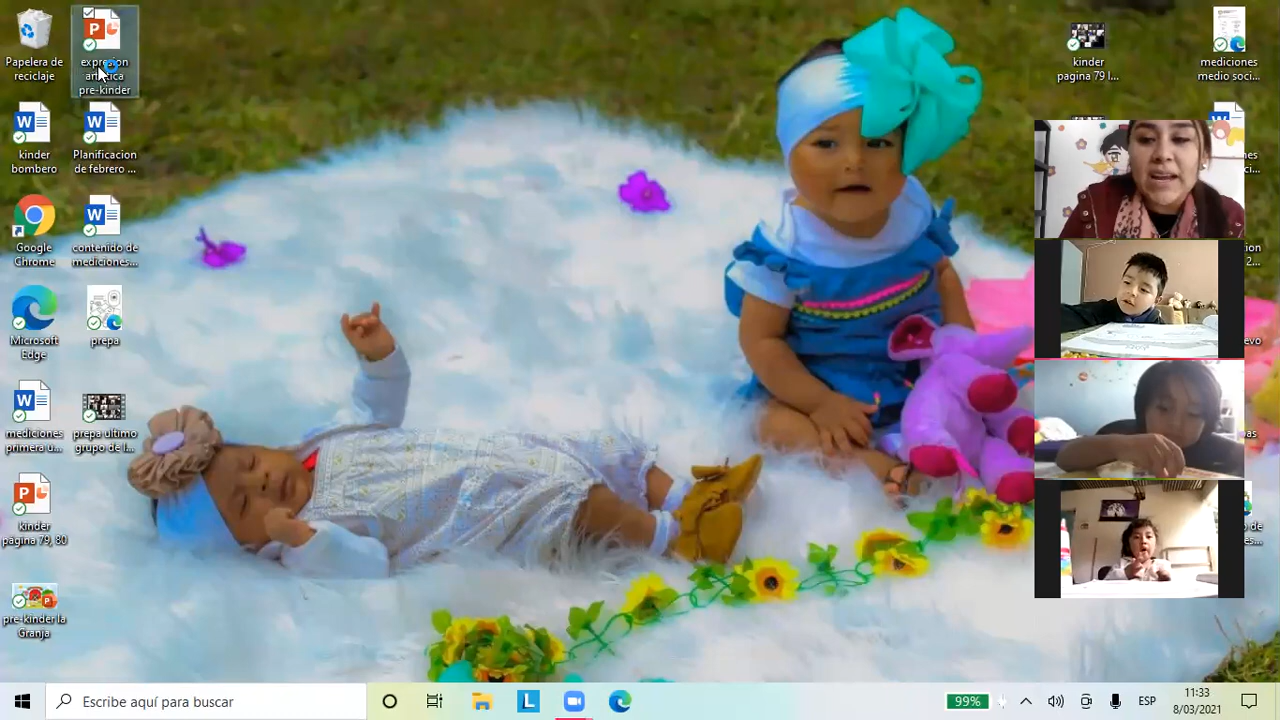 Papelera de
reciclaje
expresion
artistica
pre-kinder
kinder
bombero
Planificacion
de febrero ...
Google
Chrome
contenido de
mediciones...
Microsoft
Edge
prepa
mediciones
primera u...
prepa ultimo
grupo de l...
kinder
pagina 79, 80
pre-kinder la
Granja
kinder
pagina 79 l...
mediciones
medio soci...
Escribe aquí para buscar
99%
ESP
11:33
8/03/2021